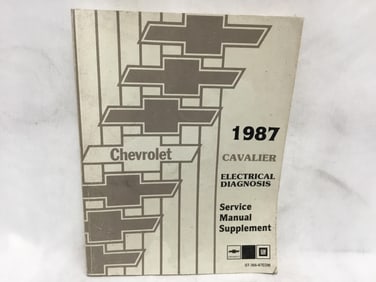 1987
Chevrolet
CAVALIER
ELECTRICAL
DIAGNOSIS
Service
Manual
Supplement